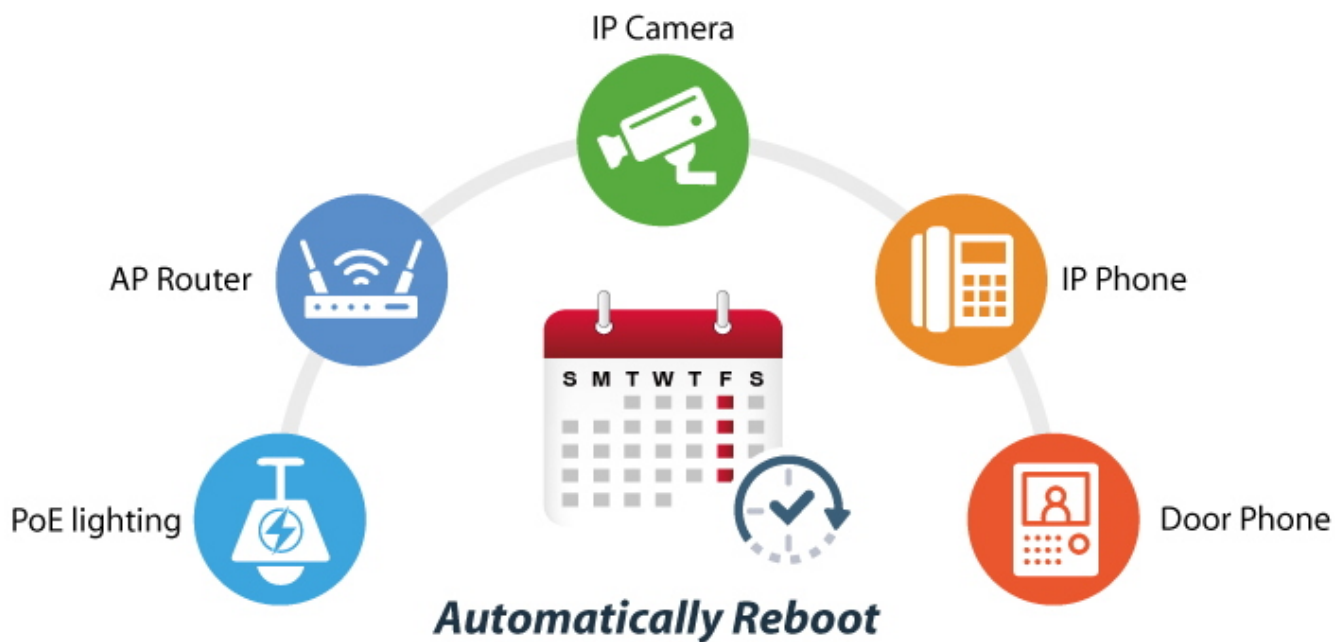 IP Camera
AP Router
IP Phone
S M T W T F S
PoE lighting
Door Phone
Automatically Reboot